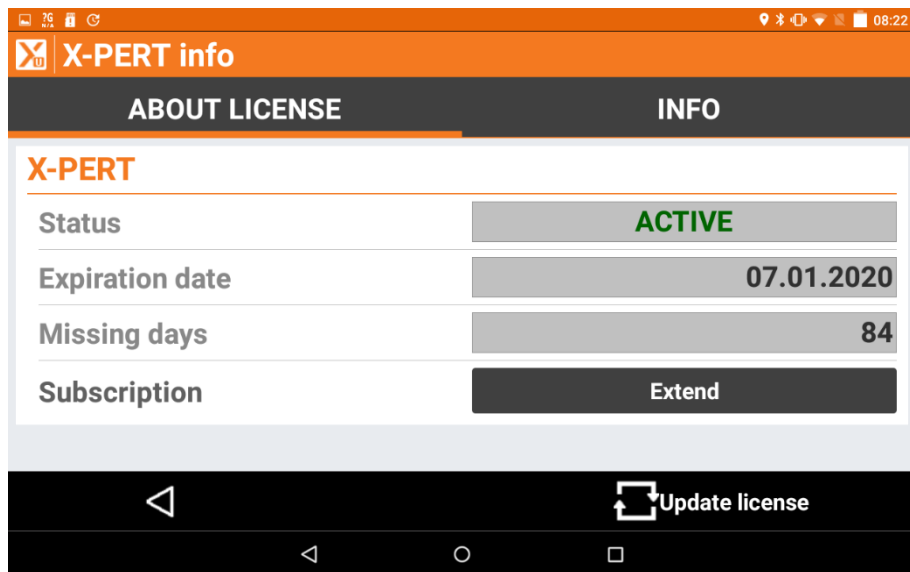 08:22
X-PERT info
ABOUT LICENSE
INFO
X-PERT
Status
ACTIVE
Expiration date
07.01.2020
Missing days
84
Subscription
Extend
Update license